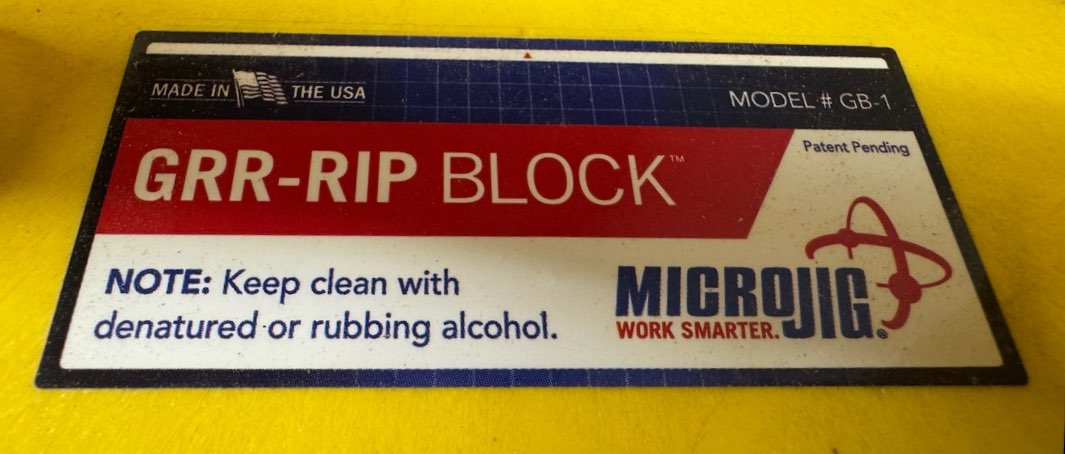 MADE IN THE USA
MODEL # GB-1
GRR-RIP BLOCK™
Patent Pending
NOTE: Keep clean with
denatured or rubbing alcohol.
MICROJIG®
WORK SMARTER.